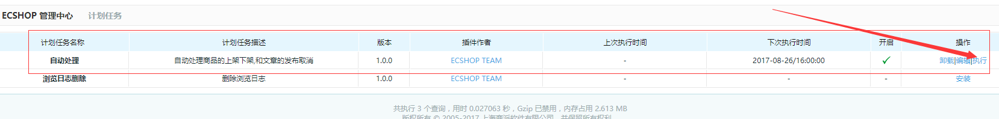 ECSHOP 管理中心 计划任务
计划任务名称 计划任务描述 版本 插件作者 上次执行时间 下次执行时间 开启 操作
自动处理 自动处理商品的上架下架,和文章的发布取消 1.0.0 ECSHOP TEAM - 2017-08-26/16:00:00 ✓ 卸载|编辑|执行
浏览日志删除 删除浏览日志 1.0.0 ECSHOP TEAM - - - 安装
共执行 3 个查询，用时 0.027063 秒，Gzip 已禁用，内存占用 2.613 MB
版权所有 © 2005-2017 上海商派软件有限公司，并保留所有权利。